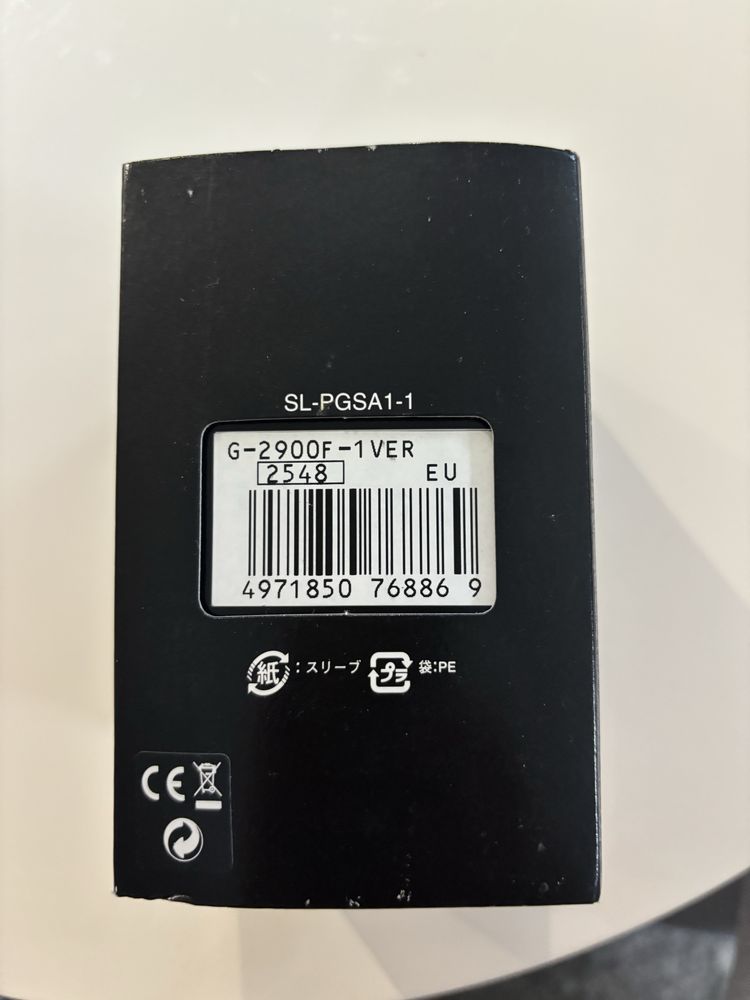 SL-PGSA1-1
G-2900F-1VER
2548 EU
4971850 76886 9
紙:スリーブ プラ 袋:PE
CE